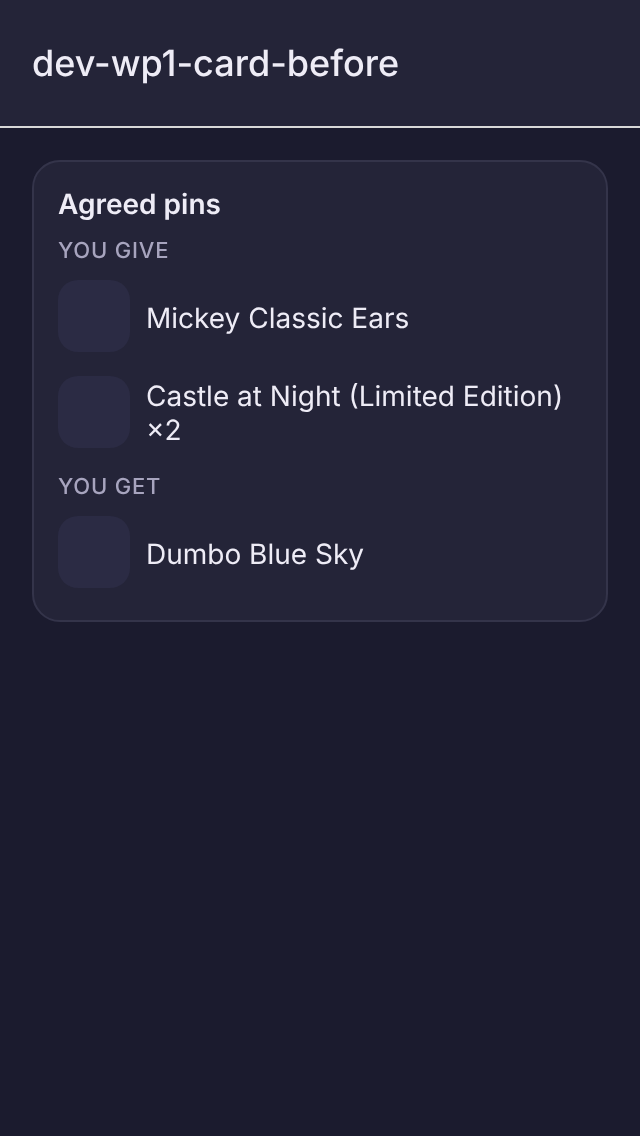 dev-wp1-card-before
Agreed pins
YOU GIVE
Mickey Classic Ears
Castle at Night (Limited Edition)
×2
YOU GET
Dumbo Blue Sky